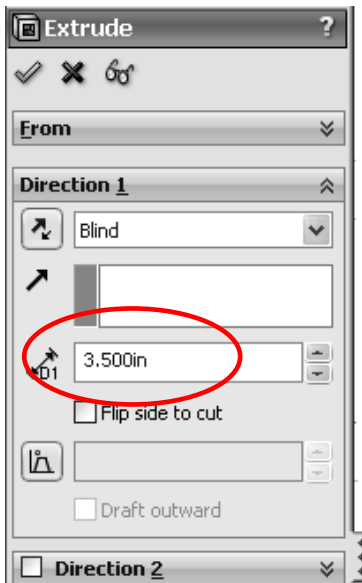 Extrude ?
From
Direction 1
Blind
D1 3.500in
Flip side to cut
Draft outward
Direction 2